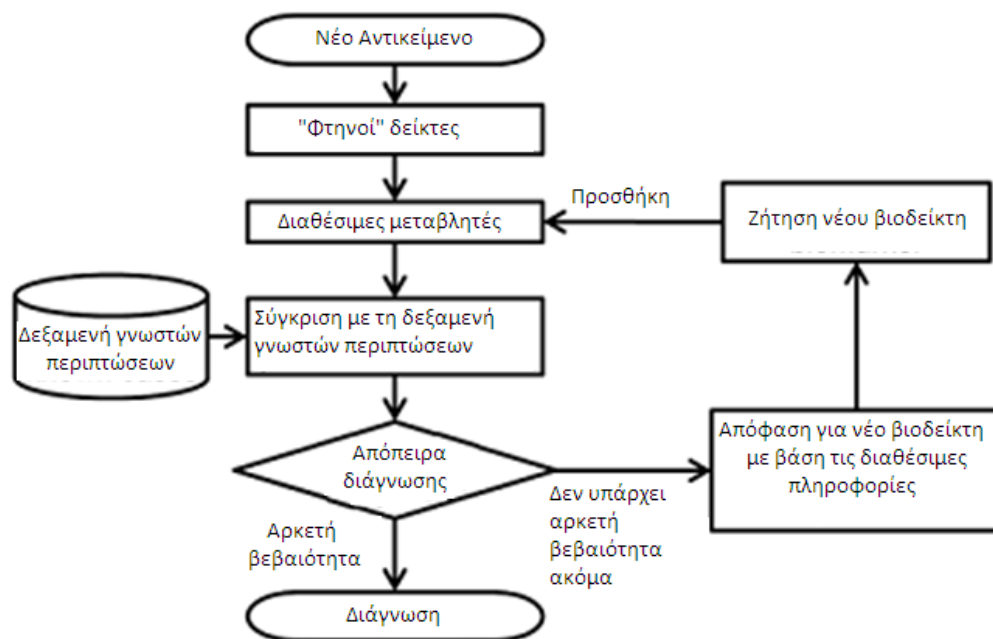 Νέο Αντικείμενο
"Φτηνοί" δείκτες
Προσθήκη
Διαθέσιμες μεταβλητές
Ζήτηση νέου βιοδείκτη
Δεξαμενή γνωστών
περιπτώσεων
Σύγκριση με τη δεξαμενή
γνωστών περιπτώσεων
Απόπειρα
διάγνωσης
Απόφαση για νέο βιοδείκτη
με βάση τις διαθέσιμες
πληροφορίες
Αρκετή
βεβαιότητα
Δεν υπάρχει
αρκετή
βεβαιότητα
ακόμα
Διάγνωση